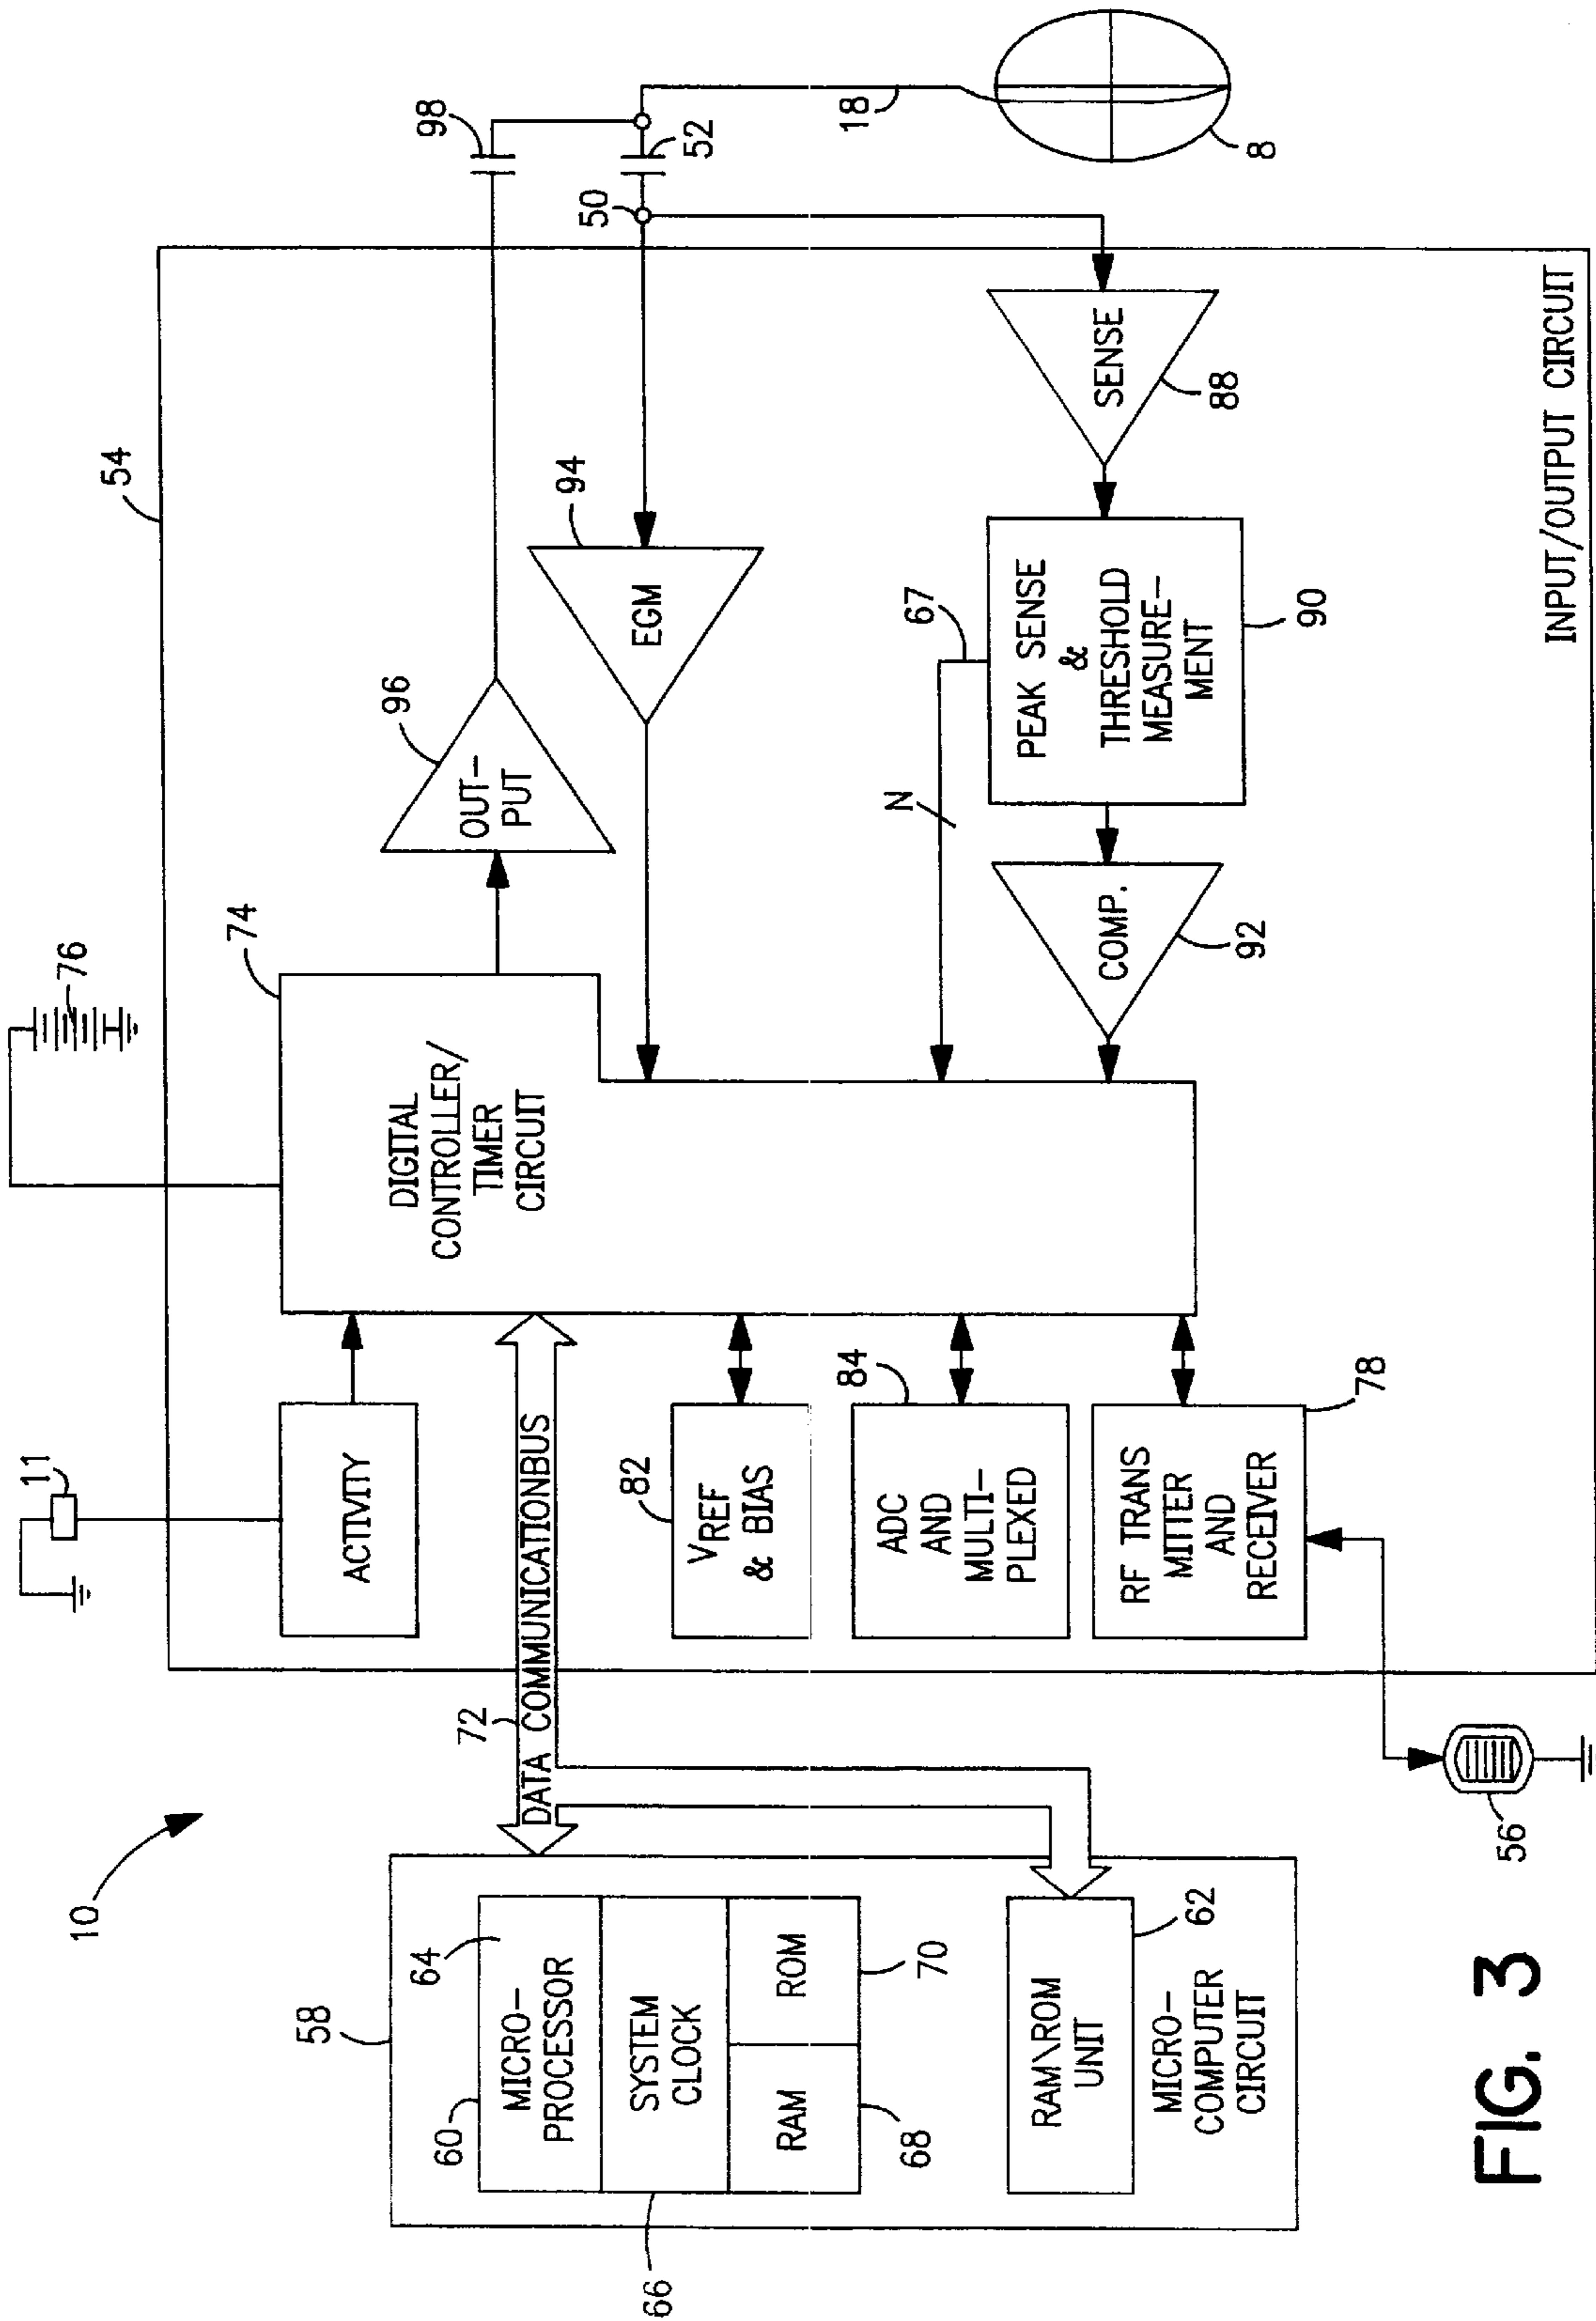 10
58
60
MICRO-
PROCESSOR
64
SYSTEM
CLOCK
66
RAM
ROM
68
70
RAM\ROM
UNIT
62
MICRO-
COMPUTER
CIRCUIT
72
DATA COMMUNICATIONBUS
11
ACTIVITY
82
VREF
& BIAS
84
ADC
AND
MULTI-
PLEXED
RF TRANS
MITTER
AND
RECEIVER
78
56
76
74
DIGITAL
CONTROLLER/
TIMER
CIRCUIT
54
96
OUT-
PUT
94
EGM
N
67
PEAK SENSE
&
THRESHOLD
MEASURE-
MENT
90
COMP.
92
SENSE
88
98
50
52
18
8
INPUT/OUTPUT CIRCUIT
FIG. 3